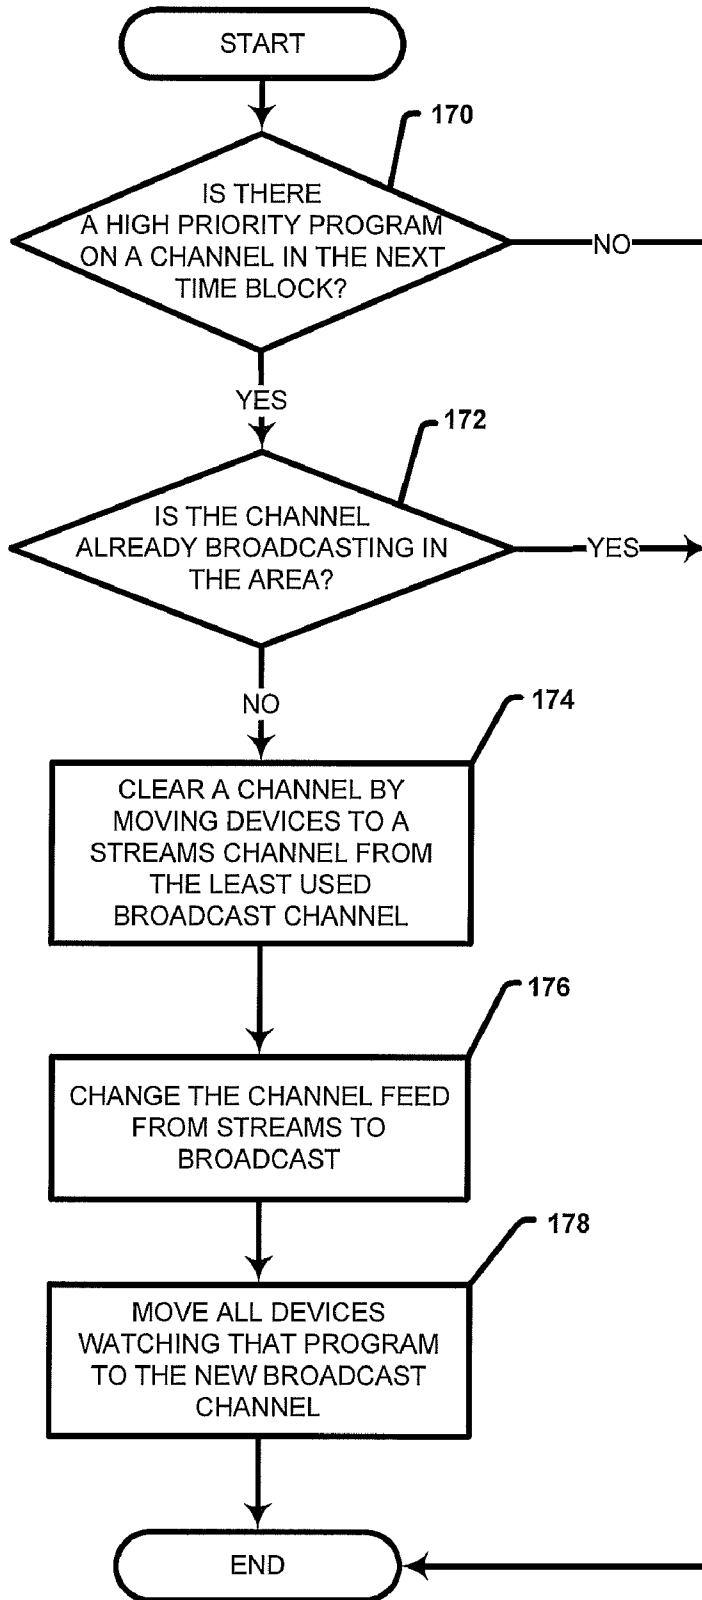 START
170
IS THERE
A HIGH PRIORITY PROGRAM
ON A CHANNEL IN THE NEXT
TIME BLOCK?
NO
YES
172
IS THE CHANNEL
ALREADY BROADCASTING IN
THE AREA?
YES
NO
174
CLEAR A CHANNEL BY
MOVING DEVICES TO A
STREAMS CHANNEL FROM
THE LEAST USED
BROADCAST CHANNEL
176
CHANGE THE CHANNEL FEED
FROM STREAMS TO
BROADCAST
178
MOVE ALL DEVICES
WATCHING THAT PROGRAM
TO THE NEW BROADCAST
CHANNEL
END